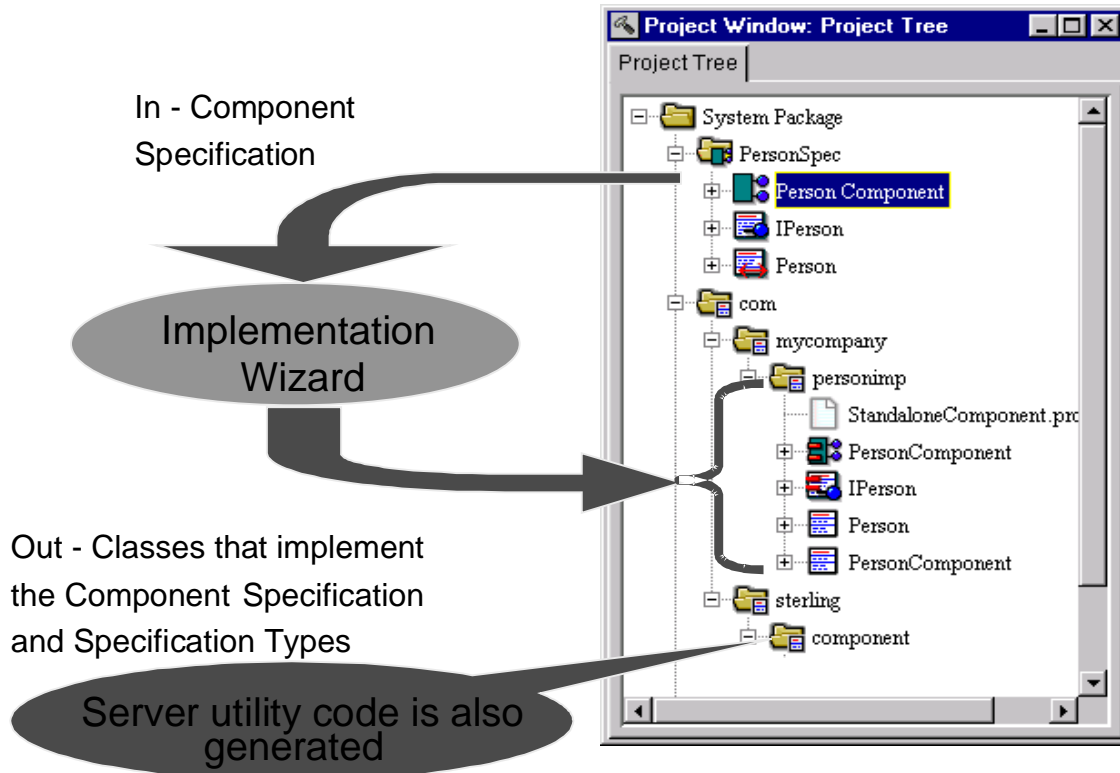 In - Component
Specification
Implementation
Wizard
Out - Classes that implement
the Component Specification
and Specification Types
Server utility code is also
generated
Project Window: Project Tree
Project Tree
System Package
PersonSpec
Person Component
IPerson
Person
com
mycompany
personimp
StandaloneComponent.pro
PersonComponent
IPerson
Person
PersonComponent
sterling
component